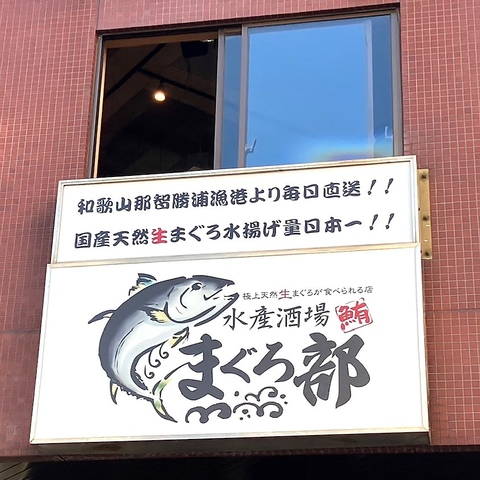 和歌山那智勝浦漁港より毎日直送！！
国産天然生まぐろ水揚げ量日本一！！
極上天然生まぐろが食べられる店
水産酒場 鮪
まぐろ部